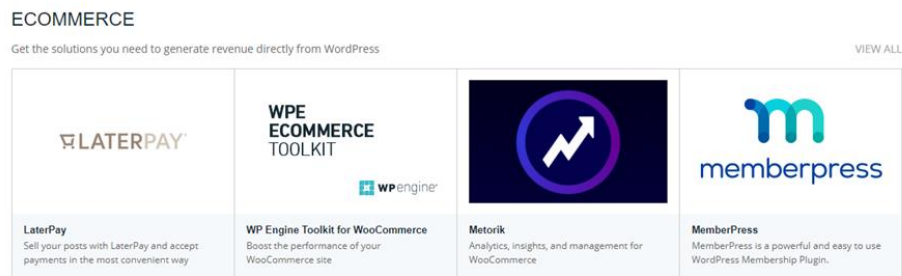 ECOMMERCE
Get the solutions you need to generate revenue directly from WordPress
VIEW ALL
LATERPAY
WPE
ECOMMERCE
TOOLKIT
wpengine
memberpress
LaterPay
Sell your posts with LaterPay and accept
payments in the most convenient way
WP Engine Toolkit for WooCommerce
Boost the performance of your
WooCommerce site
Metorik
Analytics, insights, and management for
WooCommerce
MemberPress
MemberPress is a powerful and easy to use
WordPress Membership Plugin.